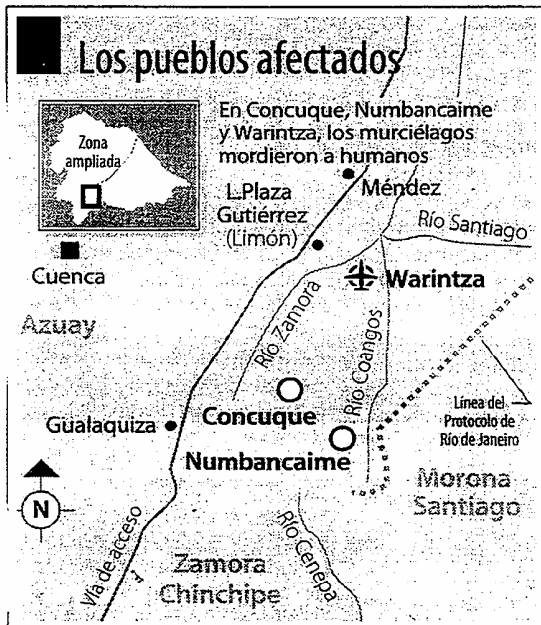 Los pueblos afectados
En Concuque, Numbancaime
y Warintza, los murciélagos
mordieron a humanos
Zona
ampliada
Méndez
L.Plaza
Gutiérrez
(Limón)
Río Santiago
Cuenca
Warintza
Azuay
Río Zamora
Río Coangos
Concuque
Línea del
Protocolo de
Río de Janeiro
Gualaquiza
Numbancaime
Morona
Santiago
N
Vía de acceso
Río Cenepa
Zamora
Chinchipe